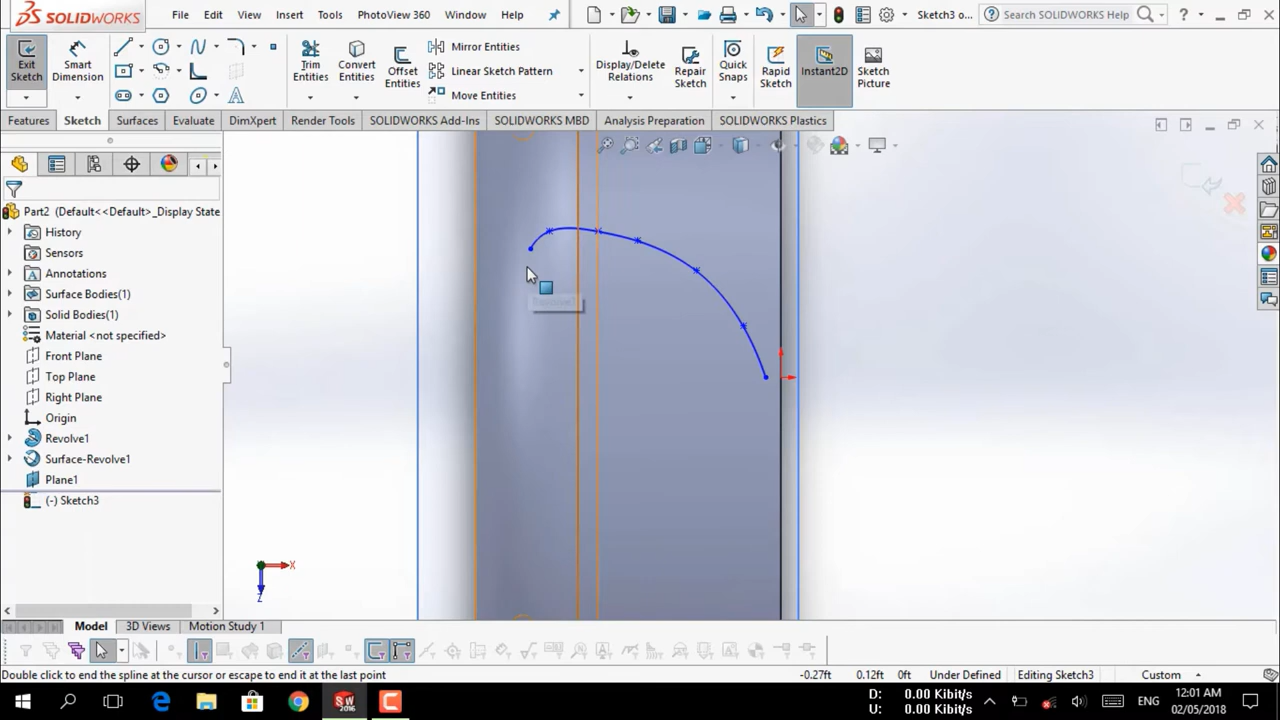 SOLIDWORKS File Edit View Insert Tools PhotoView 360 Window Help Sketch3 o... Search SOLIDWORKS Help ?
Exit Sketch Smart Dimension Trim Entities Convert Entities Offset Entities Mirror Entities Linear Sketch Pattern Move Entities Display/Delete Relations Repair Sketch Quick Snaps Rapid Sketch Instant2D Sketch Picture
Features Sketch Surfaces Evaluate DimXpert Render Tools SOLIDWORKS Add-Ins SOLIDWORKS MBD Analysis Preparation SOLIDWORKS Plastics
Part2 (Default<<Default>_Display State
History
Sensors
Annotations
Surface Bodies(1)
Solid Bodies(1)
Material <not specified>
Front Plane
Top Plane
Right Plane
Origin
Revolve1
Surface-Revolve1
Plane1
(-) Sketch3
X
Z
Model 3D Views Motion Study 1
Double click to end the spline at the cursor or escape to end it at the last point -0.27ft 0.12ft 0ft Under Defined Editing Sketch3 Custom
D: 0.00 Kibit/s
U: 0.00 Kibit/s
ENG
12:01 AM
02/05/2018